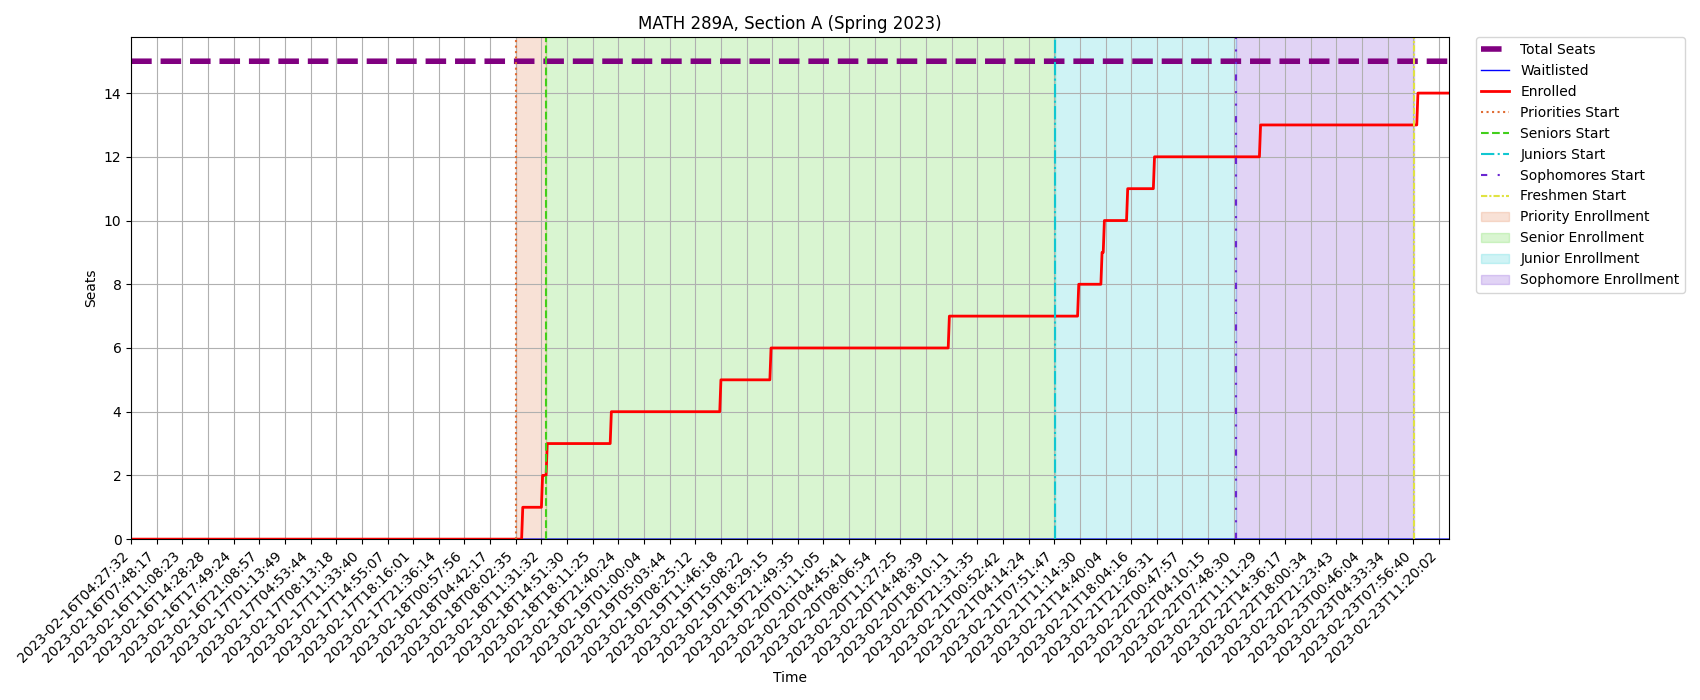 MATH 289A, Section A (Spring 2023)
Total Seats
Waitlisted
Enrolled
Priorities Start
Seniors Start
Juniors Start
Sophomores Start
Freshmen Start
Priority Enrollment
Senior Enrollment
Junior Enrollment
Sophomore Enrollment
Seats
14
12
10
8
6
4
2
0
2023-02-16T04:27:32
2023-02-16T07:48:17
2023-02-16T11:08:23
2023-02-16T14:28:28
2023-02-16T17:49:24
2023-02-16T21:08:57
2023-02-17T01:13:49
2023-02-17T04:53:44
2023-02-17T08:13:18
2023-02-17T11:33:40
2023-02-17T14:55:07
2023-02-17T18:16:01
2023-02-17T21:36:14
2023-02-18T00:57:56
2023-02-18T04:42:17
2023-02-18T08:02:35
2023-02-18T11:31:32
2023-02-18T14:51:30
2023-02-18T18:11:25
2023-02-18T21:40:24
2023-02-19T01:00:04
2023-02-19T05:03:44
2023-02-19T08:25:12
2023-02-19T11:46:18
2023-02-19T15:08:22
2023-02-19T18:29:15
2023-02-19T21:49:35
2023-02-20T01:11:05
2023-02-20T04:45:41
2023-02-20T08:06:54
2023-02-20T11:27:25
2023-02-20T14:48:39
2023-02-20T18:10:11
2023-02-20T21:31:35
2023-02-21T00:52:42
2023-02-21T04:14:24
2023-02-21T07:51:47
2023-02-21T11:14:30
2023-02-21T14:40:04
2023-02-21T18:04:16
2023-02-21T21:26:31
2023-02-22T00:47:57
2023-02-22T04:10:15
2023-02-22T07:48:30
2023-02-22T11:11:29
2023-02-22T14:36:17
2023-02-22T18:00:34
2023-02-22T21:23:43
2023-02-23T00:46:04
2023-02-23T04:33:34
2023-02-23T07:56:40
2023-02-23T11:20:02
Time